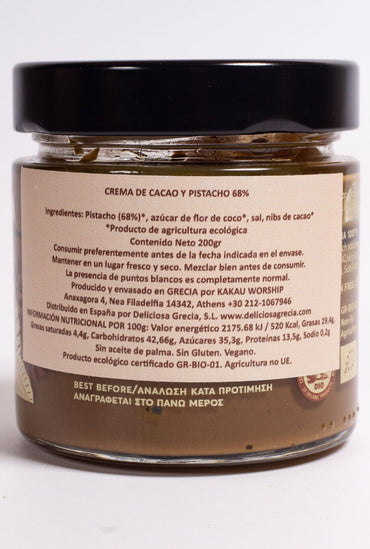 CREMA DE CACAO Y PISTACHO 68%
Ingredientes: Pistacho (68%)*, azúcar de flor de coco*, sal, nibs de cacao*
*Producto de agricultura ecológica
Contenido Neto 200gr
Consumir preferentemente antes de la fecha indicada en el envase.
Mantener en un lugar fresco y seco. Mezclar bien antes de consumir.
La presencia de puntos blancos es completamente normal.
Producido y envasado en GRECIA por KAKAU WORSHIP
Anaxagora 4, Nea Filadelfia 14342, Athens +30 212-1067946
Distribuido en España por Deliciosa Grecia, S.L. www.deliciosagrecia.com
INFORMACIÓN NUTRICIONAL POR 100g: Valor energético 2175.68 kJ / 520 Kcal, Grasas 29,4g,
Grasas saturadas 4,4g, Carbohidratos 42,66g, Azúcares 35,3g, Proteínas 13,5g, Sodio 0,2g
Sin aceite de palma. Sin Gluten. Vegano.
Producto ecológico certificado GR-BIO-01. Agricultura no UE.
BIO
BEST BEFORE/ΑΝΑΛΩΣΗ ΚΑΤΑ ΠΡΟΤΙΜΗΣΗ
ΑΝΑΓΡΑΦΕΤΑΙ ΣΤΟ ΠΑΝΩ ΜΕΡΟΣ